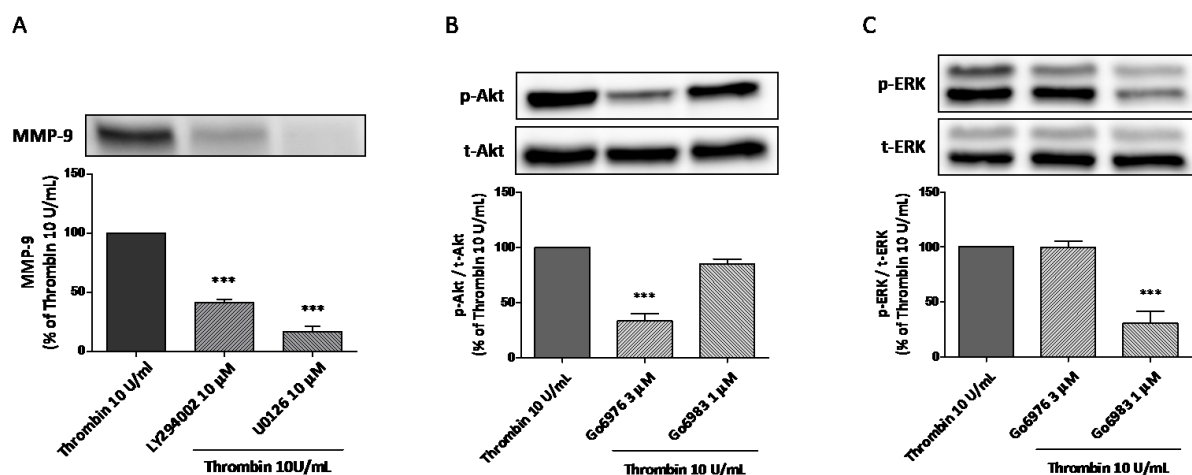 A
MMP-9
MMP-9
(% of Thrombin 10 U/mL)
150
100
50
0
***
***
Thrombin 10 U/ml
LY294002 10 μM
U0126 10 μM
Thrombin 10U/mL
B
p-Akt
t-Akt
p-Akt / t-Akt
(% of Thrombin 10 U/mL)
150
100
50
0
***
Thrombin 10 U/mL
Go6976 3 μM
Go6983 1 μM
Thrombin 10 U/mL
C
p-ERK
t-ERK
p-ERK / t-ERK
(% of Thrombin 10 U/mL)
150
100
50
0
***
Thrombin 10 U/mL
Go6976 3 μM
Go6983 1 μM
Thrombin 10 U/mL